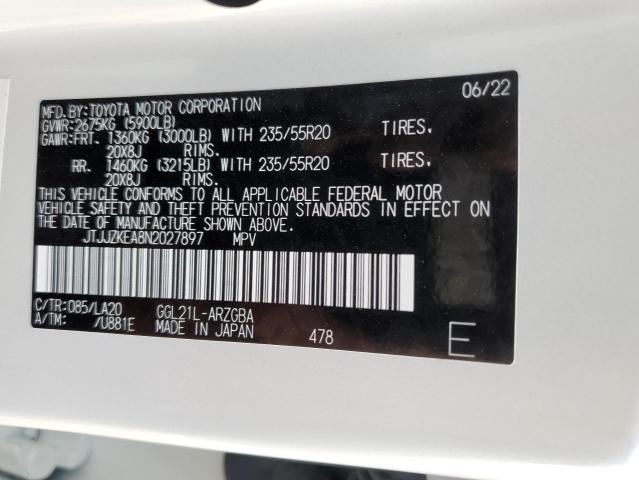 06/22
MFD.BY:TOYOTA MOTOR CORPORATION
GVWR:2675KG (5900LB)
GAWR:FRT. 1360KG (3000LB) WITH 235/55R20 TIRES,
20X8J RIMS.
RR. 1460KG (3215LB) WITH 235/55R20 TIRES,
20X8J RIMS.
THIS VEHICLE CONFORMS TO ALL APPLICABLE FEDERAL MOTOR
VEHICLE SAFETY AND THEFT PREVENTION STANDARDS IN EFFECT ON
THE DATE OF MANUFACTURE SHOWN ABOVE.
JTJJZKEA8N2027897 MPV
C/TR:085/LA20 GGL21L-ARZGBA
A/TM: /U881E MADE IN JAPAN 478
E